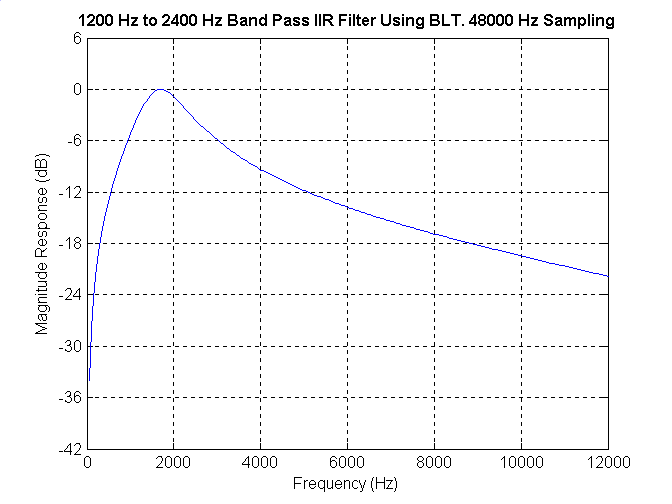 1200 Hz to 2400 Hz Band Pass IIR Filter Using BLT. 48000 Hz Sampling
6
0
-6
-12
-18
-24
-30
-36
-42
Magnitude Response (dB)
0 2000 4000 6000 8000 10000 12000
Frequency (Hz)